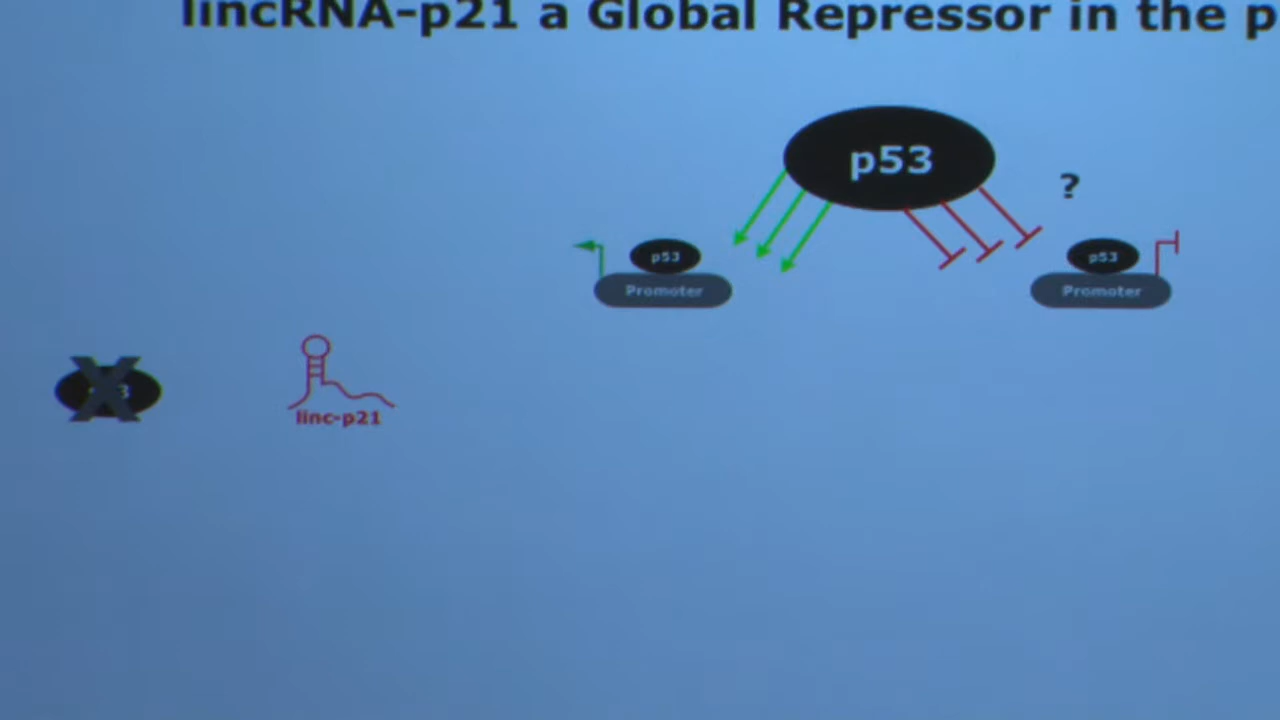 lincRNA-p21 a Global Repressor in the p
p53
?
p53
p53
Promoter
Promoter
linc-p21